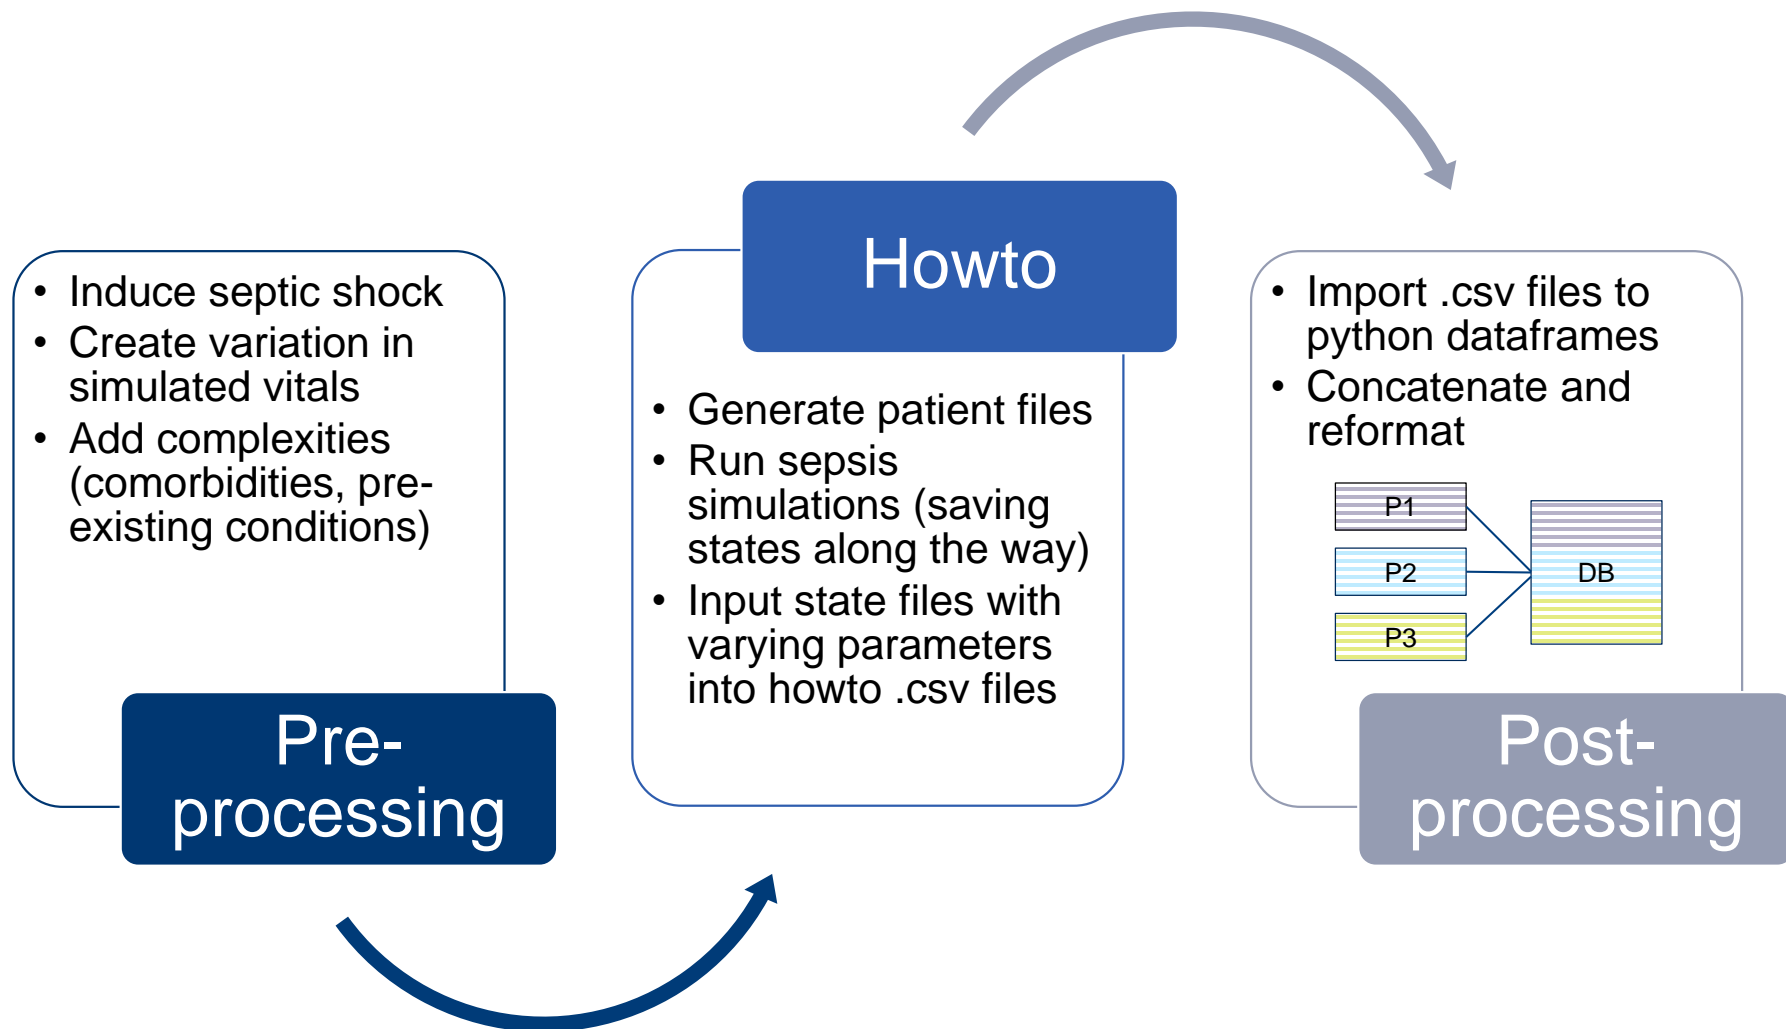 • Induce septic shock
• Create variation in
simulated vitals
• Add complexities
(comorbidities, pre-
existing conditions)
Pre-
processing
Howto
• Generate patient files
• Run sepsis
simulations (saving
states along the way)
• Input state files with
varying parameters
into howto .csv files
• Import .csv files to
python dataframes
• Concatenate and
reformat
P1
P2
P3
DB
Post-
processing